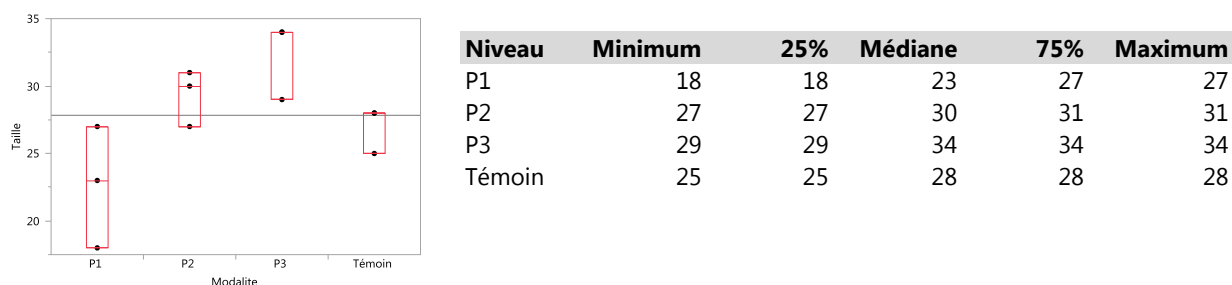 35
30
25
20
Taille
P1 P2 P3 Témoin
Modalite
Niveau Minimum 25% Médiane 75% Maximum
P1 18 18 23 27 27
P2 27 27 30 31 31
P3 29 29 34 34 34
Témoin 25 25 28 28 28